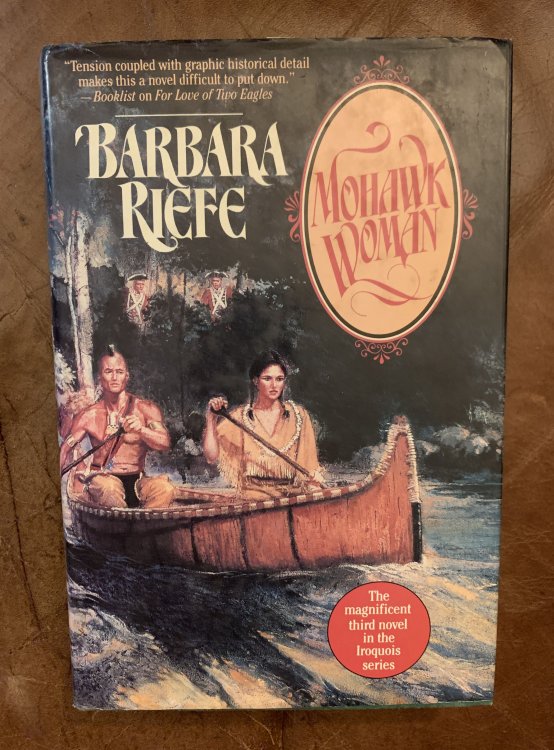 “Tension coupled with graphic historical detail
makes this a novel difficult to put down.”
—Booklist on For Love of Two Eagles
BARBARA
RIEFE
MOHAWK
WOMAN
The
magnificent
third novel
in the
Iroquois
series